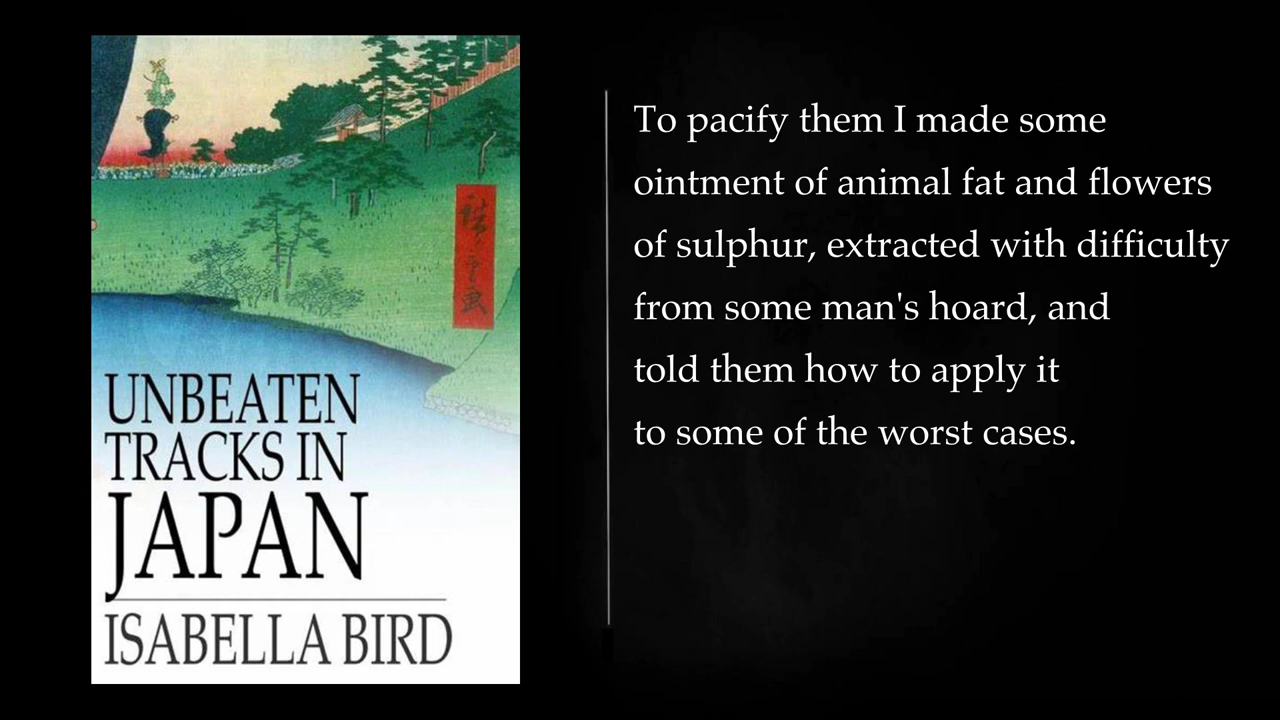 UNBEATEN
TRACKS IN
JAPAN
ISABELLA BIRD
To pacify them I made some
ointment of animal fat and flowers
of sulphur, extracted with difficulty
from some man's hoard, and
told them how to apply it
to some of the worst cases.